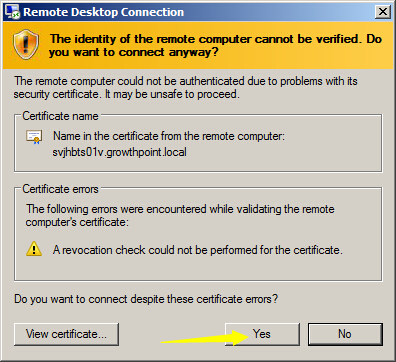 Remote Desktop Connection
The identity of the remote computer cannot be verified. Do
you want to connect anyway?
The remote computer could not be authenticated due to problems with its
security certificate. It may be unsafe to proceed.
Certificate name
Name in the certificate from the remote computer:
svjhbts01v.growthpoint.local
Certificate errors
The following errors were encountered while validating the remote
computer's certificate:
A revocation check could not be performed for the certificate.
Do you want to connect despite these certificate errors?
View certificate... Yes No